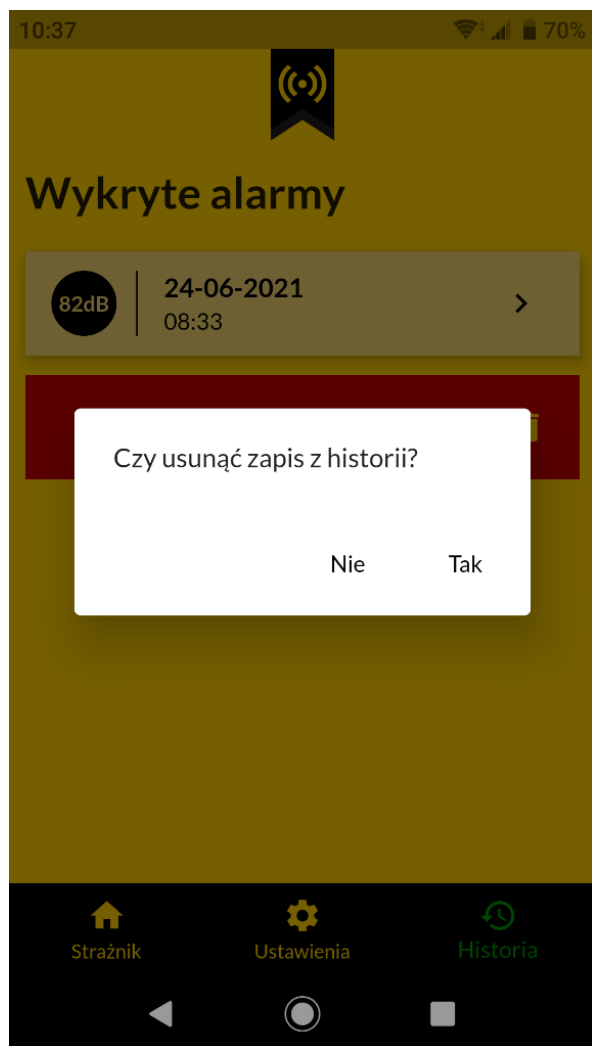 10:37
70%
Wykryte alarmy
82dB
24-06-2021
08:33
Czy usunąć zapis z historii?
Nie Tak
Strażnik Ustawienia Historia